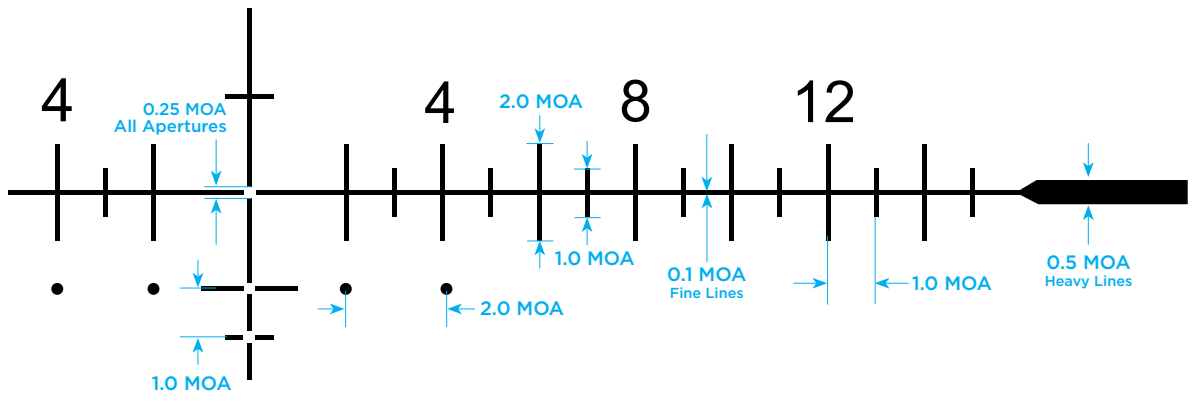 4
4
8
12
0.25 MOA
All Apertures
2.0 MOA
1.0 MOA
0.1 MOA
Fine Lines
1.0 MOA
0.5 MOA
Heavy Lines
2.0 MOA
1.0 MOA